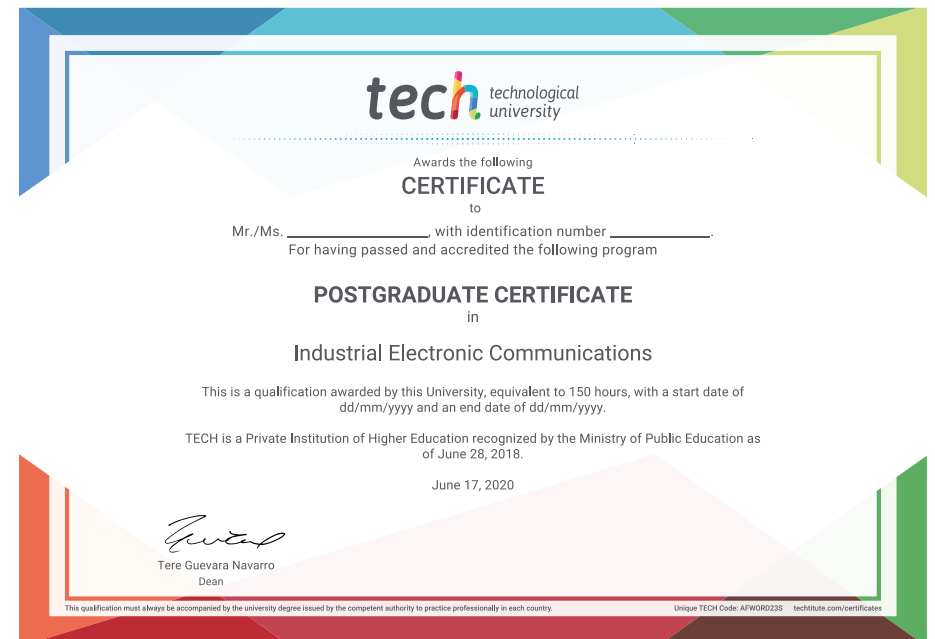 tech technological
university
Awards the following
CERTIFICATE
to
Mr./Ms. ____________________, with identification number ______________.
For having passed and accredited the following program
POSTGRADUATE CERTIFICATE
in
Industrial Electronic Communications
This is a qualification awarded by this University, equivalent to 150 hours, with a start date of
dd/mm/yyyy and an end date of dd/mm/yyyy.
TECH is a Private Institution of Higher Education recognized by the Ministry of Public Education as
of June 28, 2018.
June 17, 2020
Tere Guevara Navarro
Dean
This qualification must always be accompanied by the university degree issued by the competent authority to practice professionally in each country.
Unique TECH Code: AFWORD23S techtitute.com/certificates